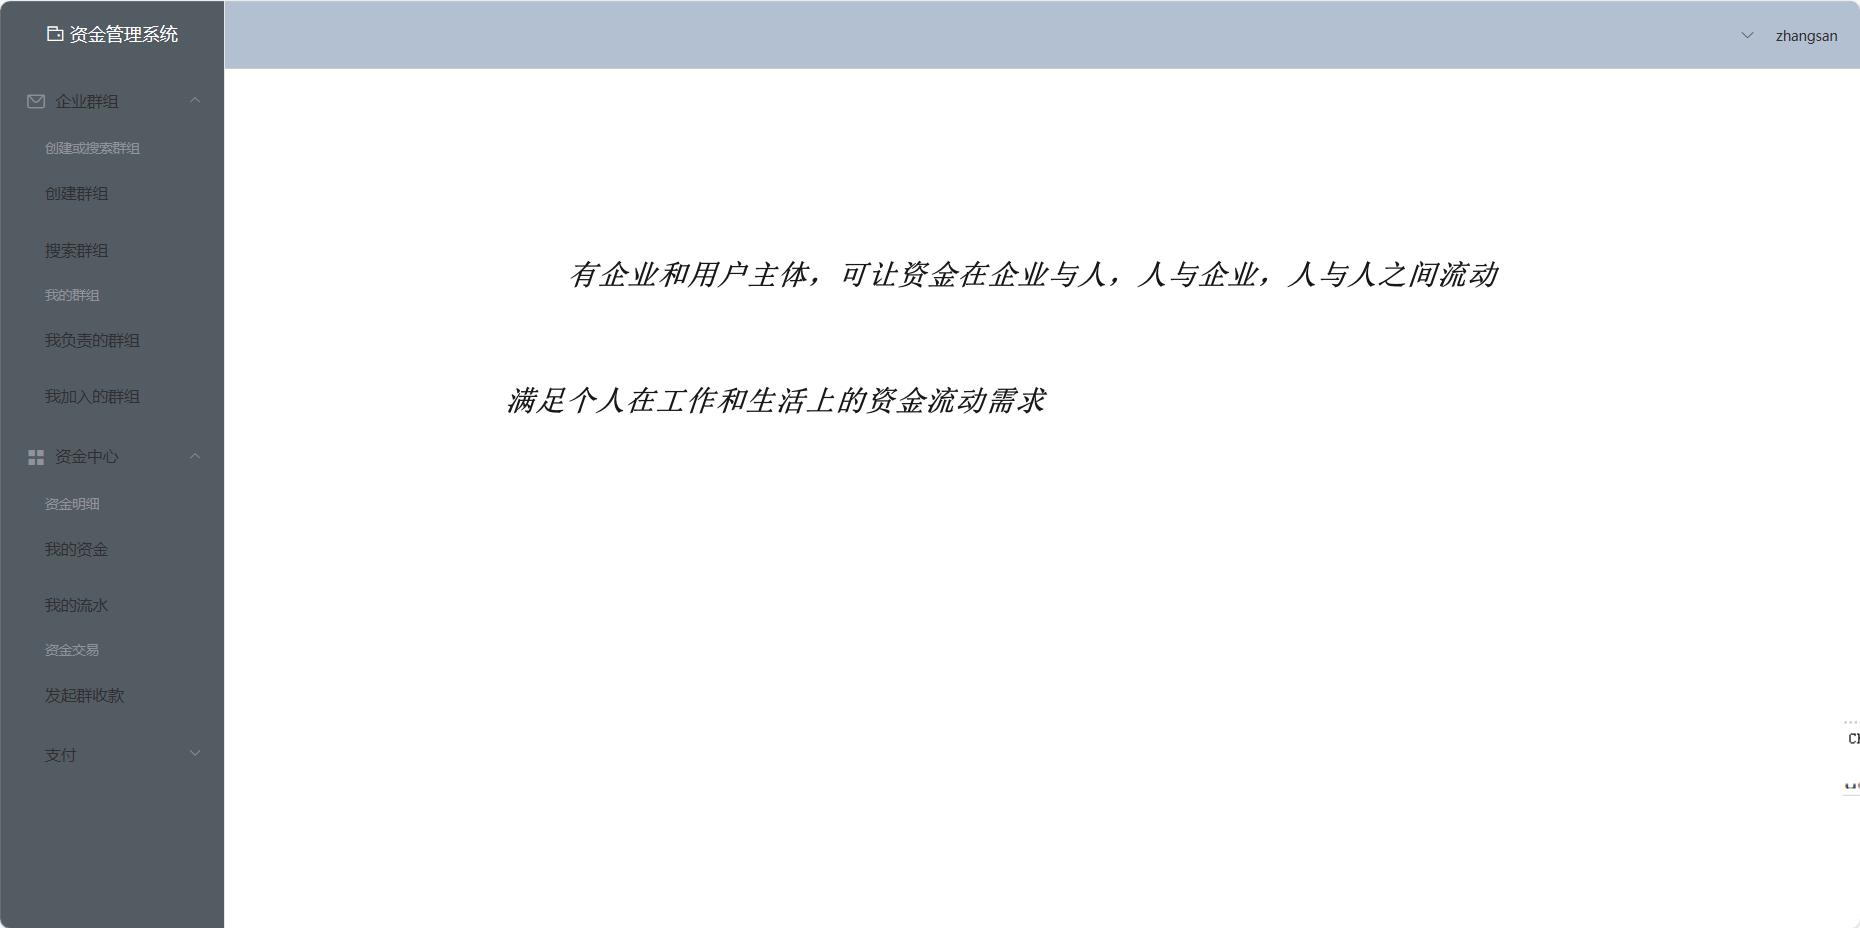 资金管理系统
zhangsan
企业群组
创建或搜索群组
创建群组
搜索群组
我的群组
我负责的群组
我加入的群组
资金中心
资金明细
我的资金
我的流水
资金交易
发起群收款
支付
有企业和用户主体，可让资金在企业与人，人与企业，人与人之间流动
满足个人在工作和生活上的资金流动需求